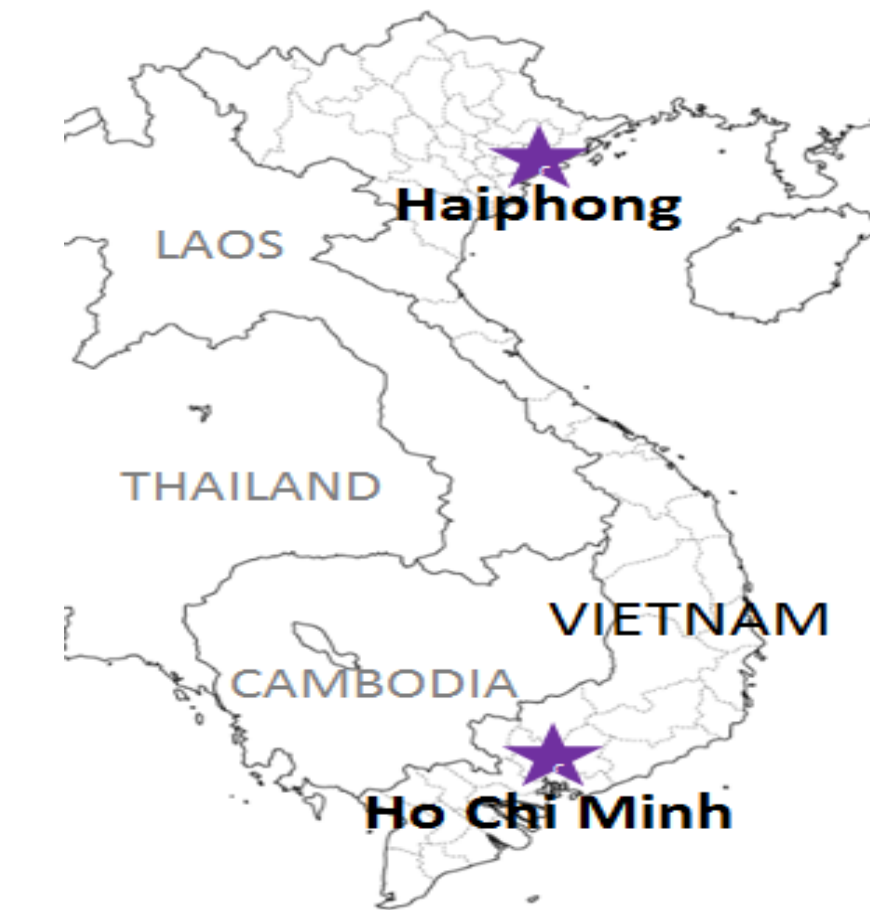 Haiphong
LAOS
THAILAND
VIETNAM
CAMBODIA
Ho Chi Minh